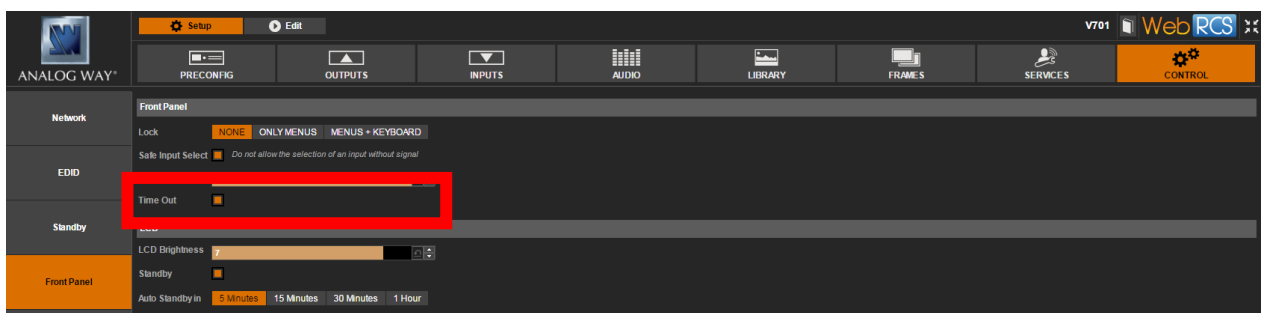 Setup Edit V701 Web RCS
ANALOG WAY®
PRECONFIG OUTPUTS INPUTS AUDIO LIBRARY FRAMES SERVICES CONTROL
Network
EDID
Standby
Front Panel
Front Panel
Lock NONE ONLY MENUS MENUS + KEYBOARD
Safe Input Select Do not allow the selection of an input without signal
Time Out
LCD Brightness 7
Standby
Auto Standby in 5 Minutes 15 Minutes 30 Minutes 1 Hour